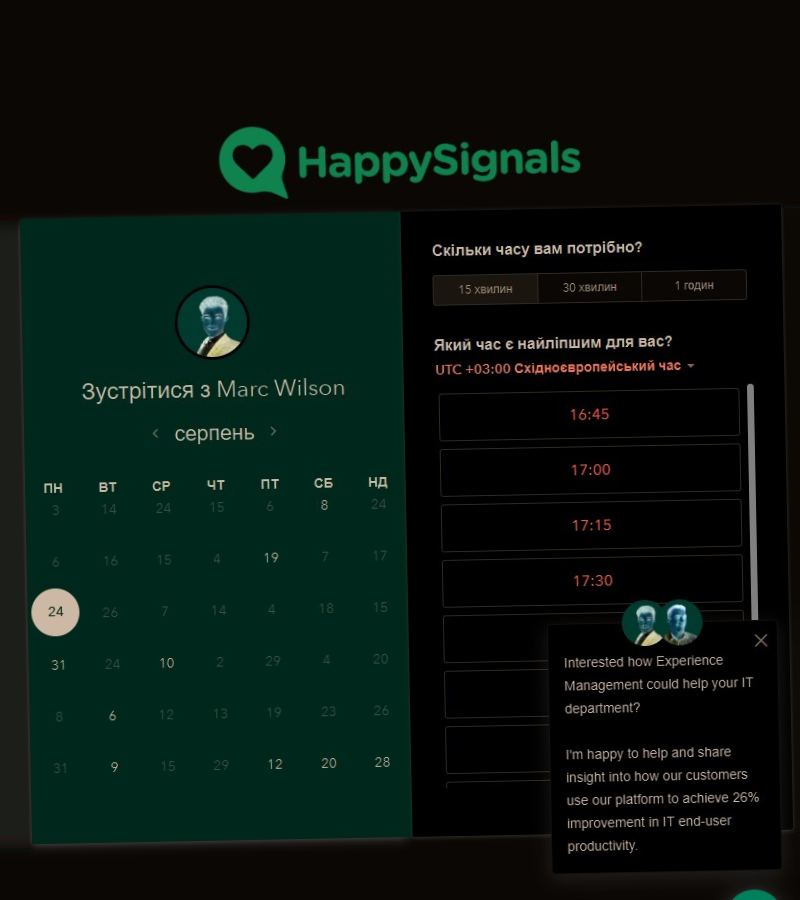 HappySignals
Зустрітися з Marc Wilson
серпень
ПН ВТ СР ЧТ ПТ СБ НД
3 14 24 15 6 8 24
6 16 15 4 19 7 17
24 26 7 14 4 18 15
31 24 10 2 29 4 20
8 6 12 13 19 23 26
31 9 15 29 12 20 28
Скільки часу вам потрібно?
15 хвилин 30 хвилин 1 годин
Який час є найліпшим для вас?
UTC +03:00 Східноєвропейський час
16:45
17:00
17:15
17:30
Interested how Experience
Management could help your IT
department?
I'm happy to help and share
insight into how our customers
use our platform to achieve 26%
improvement in IT end-user
productivity.